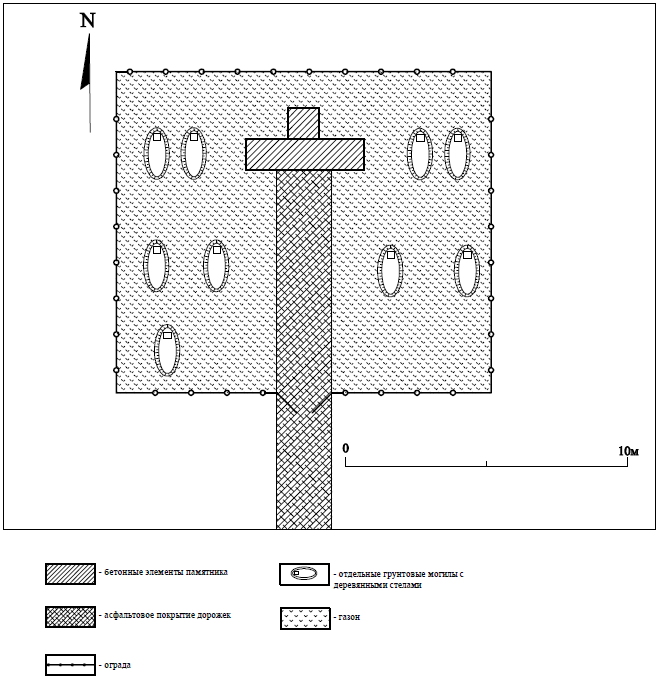 N
0
10м
- бетонные элементы памятника
- отдельные грунтовые могилы с
деревянными стелами
- асфальтовое покрытие дорожек
- газон
- ограда